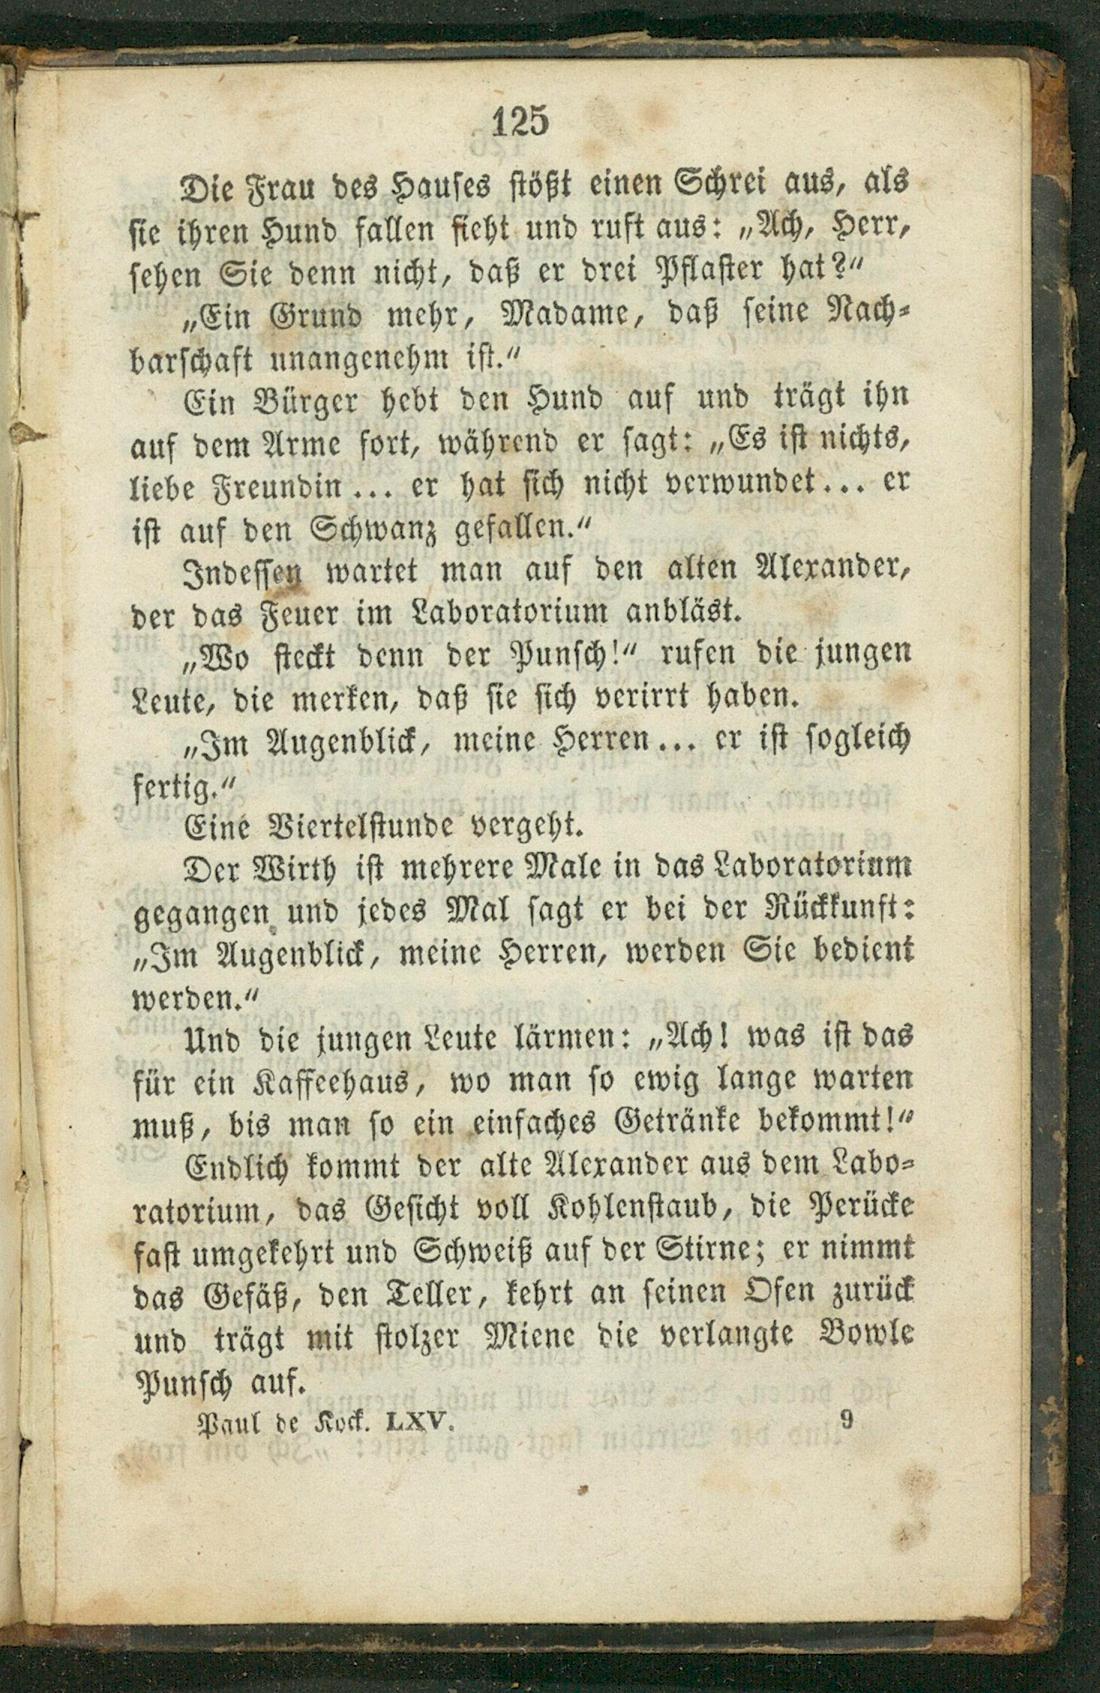 125
Die Frau des Hauses stößt einen Schrei aus, als
sie ihren Hund fallen sieht und ruft aus: „Ach, Herr,
sehen Sie denn nicht, daß er drei Pflaster hat?“
„Ein Grund mehr, Madame, daß seine Nach-
barschaft unangenehm ist.“
Ein Bürger hebt den Hund auf und trägt ihn
auf dem Arme fort, während er sagt: „Es ist nichts,
liebe Freundin... er hat sich nicht verwundet... er
ist auf den Schwanz gefallen.“
Indessen wartet man auf den alten Alexander,
der das Feuer im Laboratorium anbläst.
„Wo steckt denn der Punsch!“ rufen die jungen
Leute, die merken, daß sie sich verirrt haben.
„Im Augenblick, meine Herren... er ist sogleich
fertig.“
Eine Viertelstunde vergeht.
Der Wirth ist mehrere Male in das Laboratorium
gegangen und jedes Mal sagt er bei der Rückkunft:
„Im Augenblick, meine Herren, werden Sie bedient
werden.“
Und die jungen Leute lärmen: „Ach! was ist das
für ein Kaffeehaus, wo man so ewig lange warten
muß, bis man so ein einfaches Getränke bekommt!“
Endlich kommt der alte Alexander aus dem Labo-
ratorium, das Gesicht voll Kohlenstaub, die Perücke
fast umgekehrt und Schweiß auf der Stirne; er nimmt
das Gefäß, den Teller, kehrt an seinen Ofen zurück
und trägt mit stolzer Miene die verlangte Bowle
Punsch auf.
Paul de Kock. LXV. 9